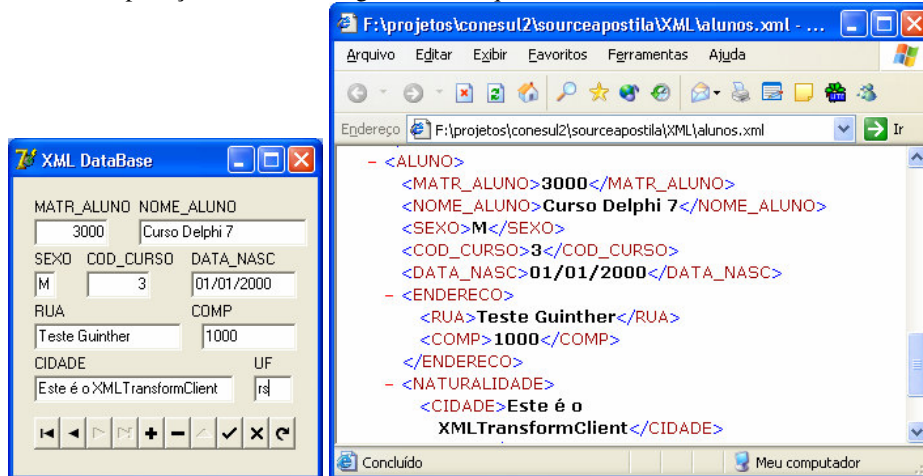 XML DataBase
MATR_ALUNO NOME_ALUNO
3000 Curso Delphi 7
SEXO COD_CURSO DATA_NASC
M 3 01/01/2000
RUA COMP
Teste Guinther 1000
CIDADE UF
Este é o XMLTransformClient rs
F:\projetos\conesul2\sourceapostila\XML\alunos.xml - ...
Arquivo Editar Exibir Favoritos Ferramentas Ajuda
Endereço F:\projetos\conesul2\sourceapostila\XML\alunos.xml Ir
- <ALUNO>
<MATR_ALUNO>3000</MATR_ALUNO>
<NOME_ALUNO>Curso Delphi 7</NOME_ALUNO>
<SEXO>M</SEXO>
<COD_CURSO>3</COD_CURSO>
<DATA_NASC>01/01/2000</DATA_NASC>
- <ENDERECO>
<RUA>Teste Guinther</RUA>
<COMP>1000</COMP>
</ENDERECO>
- <NATURALIDADE>
<CIDADE>Este é o
XMLTransformClient</CIDADE>
Concluído Meu computador